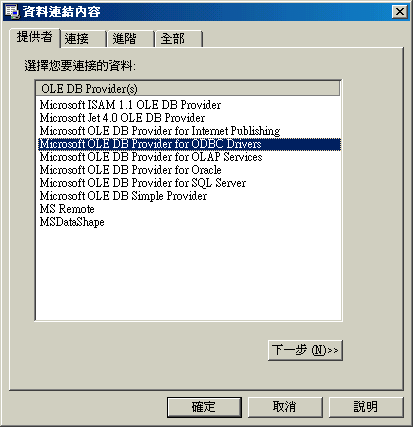 資料連結內容
提供者 連接 進階 全部
選擇您要連接的資料:
OLE DB Provider(s)
Microsoft ISAM 1.1 OLE DB Provider
Microsoft Jet 4.0 OLE DB Provider
Microsoft OLE DB Provider for Internet Publishing
Microsoft OLE DB Provider for ODBC Drivers
Microsoft OLE DB Provider for OLAP Services
Microsoft OLE DB Provider for Oracle
Microsoft OLE DB Provider for SQL Server
Microsoft OLE DB Simple Provider
MS Remote
MSDataShape
下一步 (N)>>
確定 取消 說明